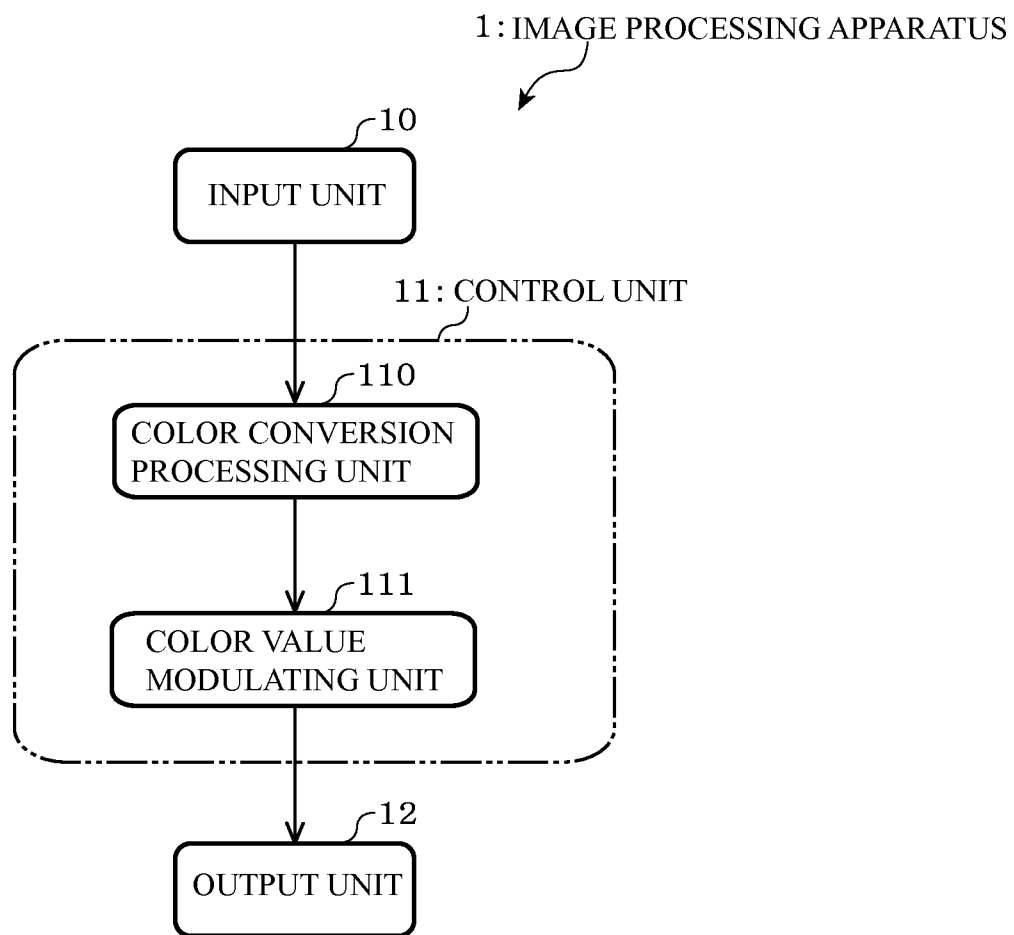 1: IMAGE PROCESSING APPARATUS
10
INPUT UNIT
11: CONTROL UNIT
110
COLOR CONVERSION
PROCESSING UNIT
111
COLOR VALUE
MODULATING UNIT
12
OUTPUT UNIT